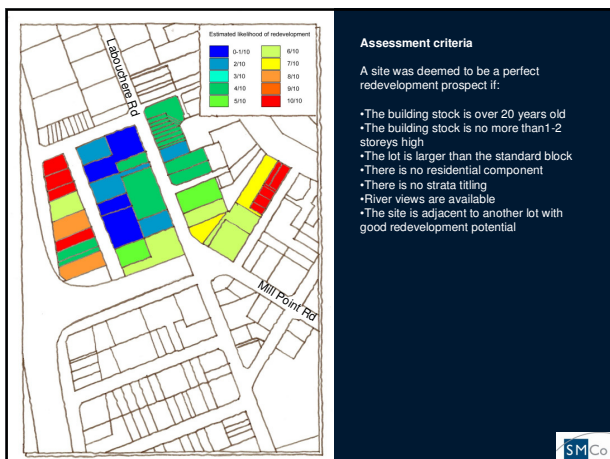 Estimated likelihood of redevelopment
0-1/10
2/10
3/10
4/10
5/10
6/10
7/10
8/10
9/10
10/10
Labouchere Rd
Mill Point Rd
Assessment criteria
A site was deemed to be a perfect
redevelopment prospect if:
•The building stock is over 20 years old
•The building stock is no more than1-2
storeys high
•The lot is larger than the standard block
•There is no residential component
•There is no strata titling
•River views are available
•The site is adjacent to another lot with
good redevelopment potential
SMCo